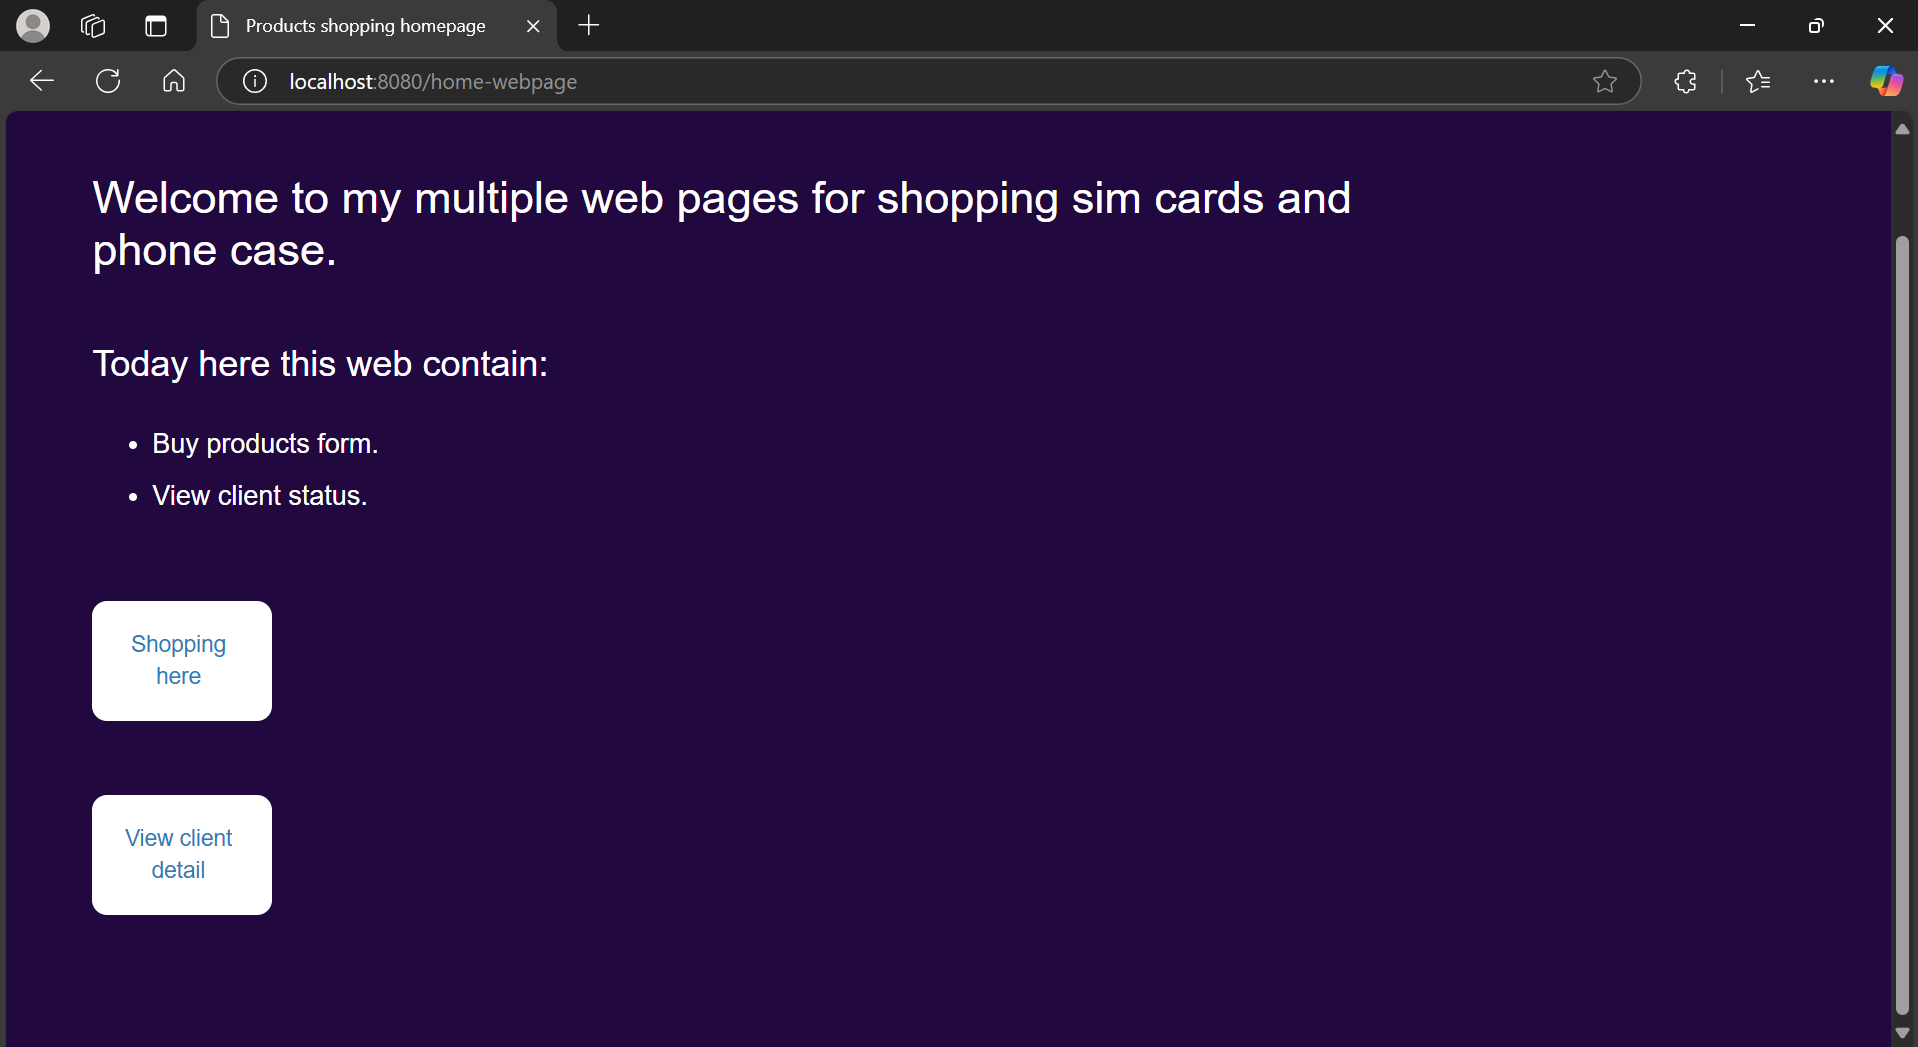 Products shopping homepage
localhost:8080/home-webpage
Welcome to my multiple web pages for shopping sim cards and
phone case.
Today here this web contain:
• Buy products form.
• View client status.
Shopping
here
View client
detail